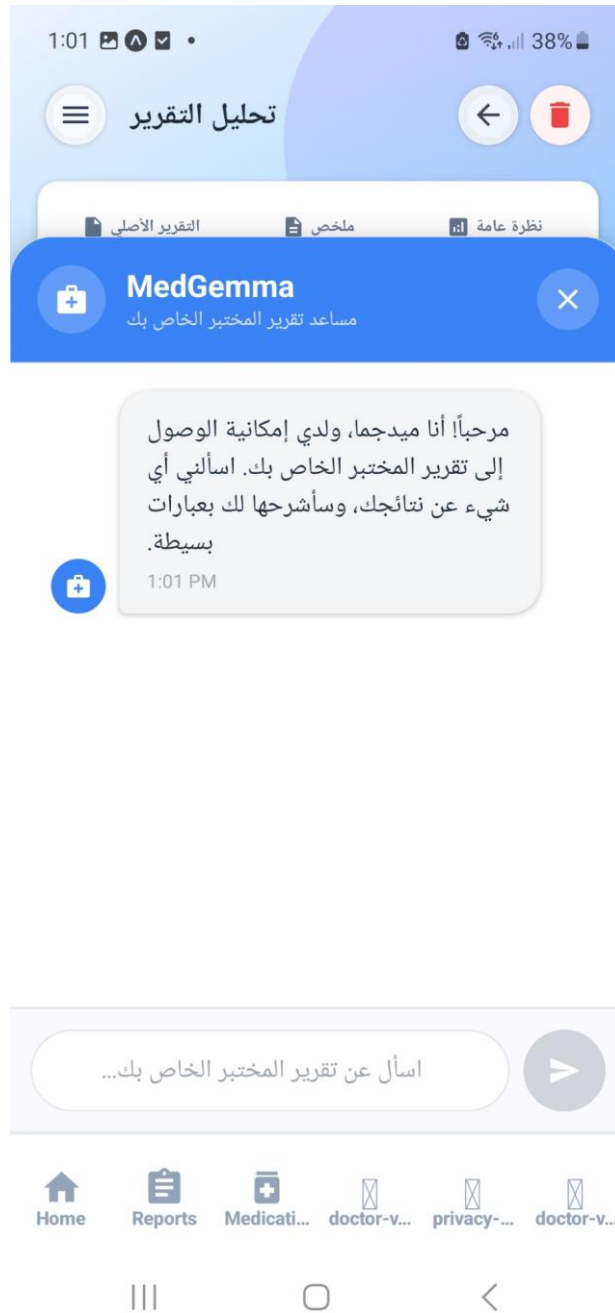 1:01
38%
تحليل التقرير
نظرة عامة
ملخص
التقرير الأصلي
MedGemma
مساعد تقرير المختبر الخاص بك
مرحباً! أنا ميدجما، ولدي إمكانية الوصول
إلى تقرير المختبر الخاص بك. اسألني أي
شيء عن نتائجك، وسأشرحها لك بعبارات
بسيطة.
1:01 PM
اسأل عن تقرير المختبر الخاص بك...
Home
Reports
Medicati...
doctor-v...
privacy-...
doctor-v...